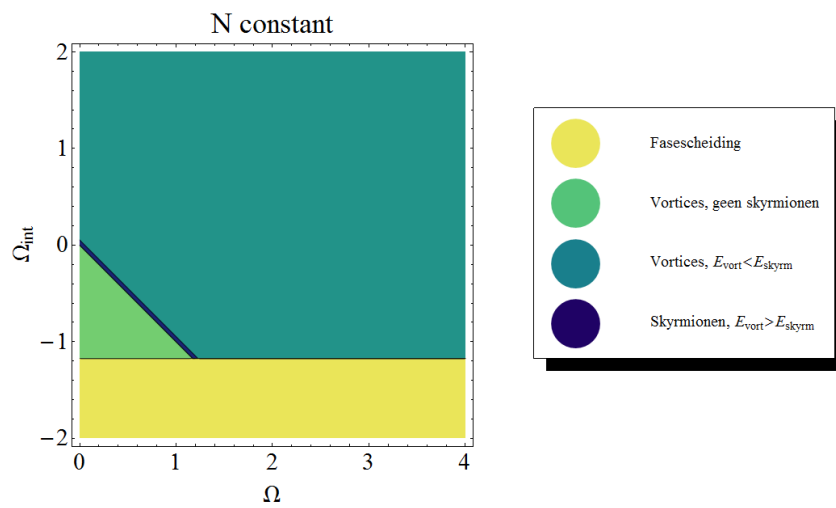 N constant
2
1
0
−1
−2
Ω_int
0 1 2 3 4
Ω
Fasescheiding
Vortices, geen skyrmionen
Vortices, E_vort<E_skyrm
Skyrmionen, E_vort>E_skyrm